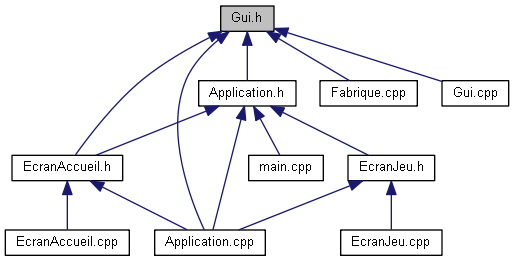 Gui.h
Application.h
Fabrique.cpp
Gui.cpp
EcranAccueil.h
main.cpp
EcranJeu.h
EcranAccueil.cpp
Application.cpp
EcranJeu.cpp